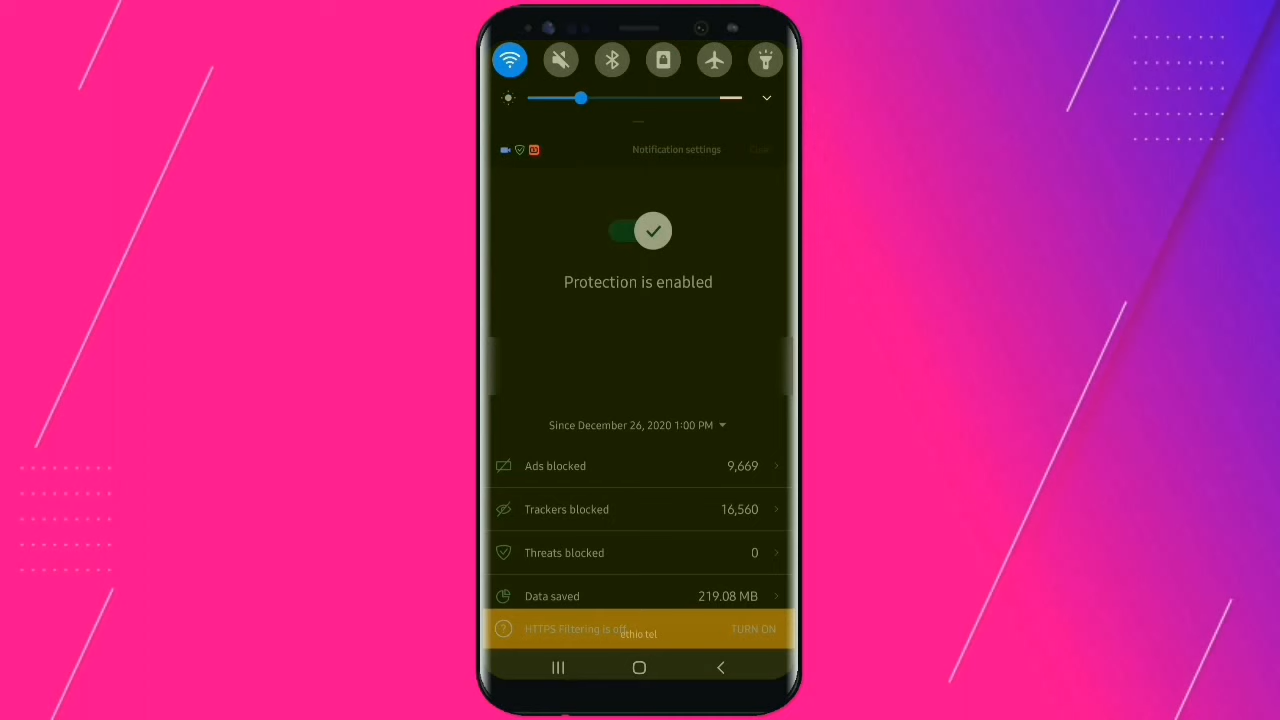 Notification settings
Clear
Protection is enabled
Since December 26, 2020 1:00 PM
Ads blocked 9,669
Trackers blocked 16,560
Threats blocked 0
Data saved 219.08 MB
HTTPS Filtering is off TURN ON
ethio tel